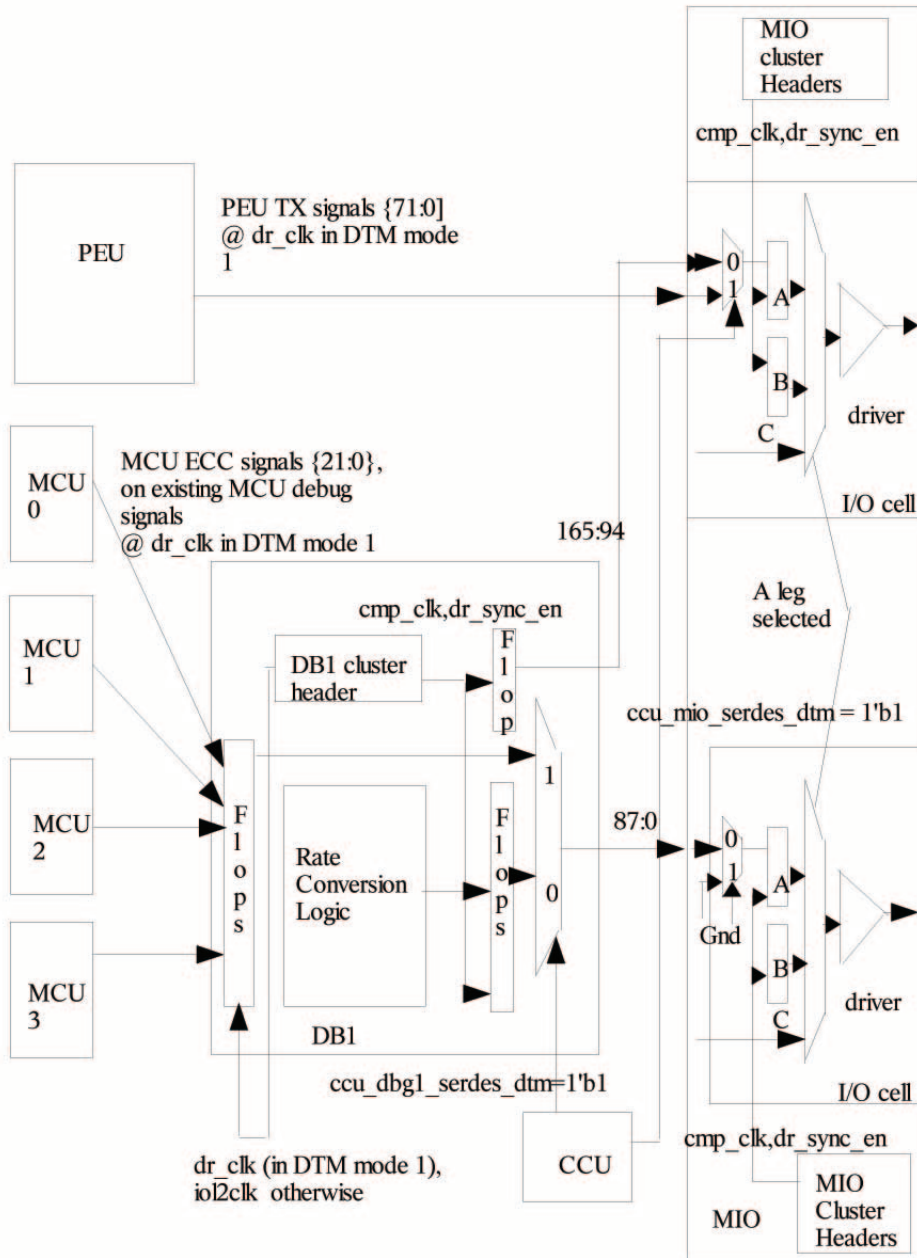 MIO
cluster
Headers
cmp_clk,dr_sync_en
PEU
PEU TX signals {71:0]
@ dr_clk in DTM mode
1
0
1
A
B
C
driver
I/O cell
MCU
0
MCU ECC signals {21:0},
on existing MCU debug
signals
@ dr_clk in DTM mode 1
165:94
A leg
selected
MCU
1
cmp_clk,dr_sync_en
DB1 cluster
header
Flop
ccu_mio_serdes_dtm = 1'b1
MCU
2
Flops
Rate
Conversion
Logic
Flops
1
0
87:0
0
1
A
Gnd
B
C
driver
I/O cell
MCU
3
DB1
ccu_dbg1_serdes_dtm=1'b1
CCU
cmp_clk,dr_sync_en
dr_clk (in DTM mode 1),
iol2clk otherwise
MIO
MIO
Cluster
Headers